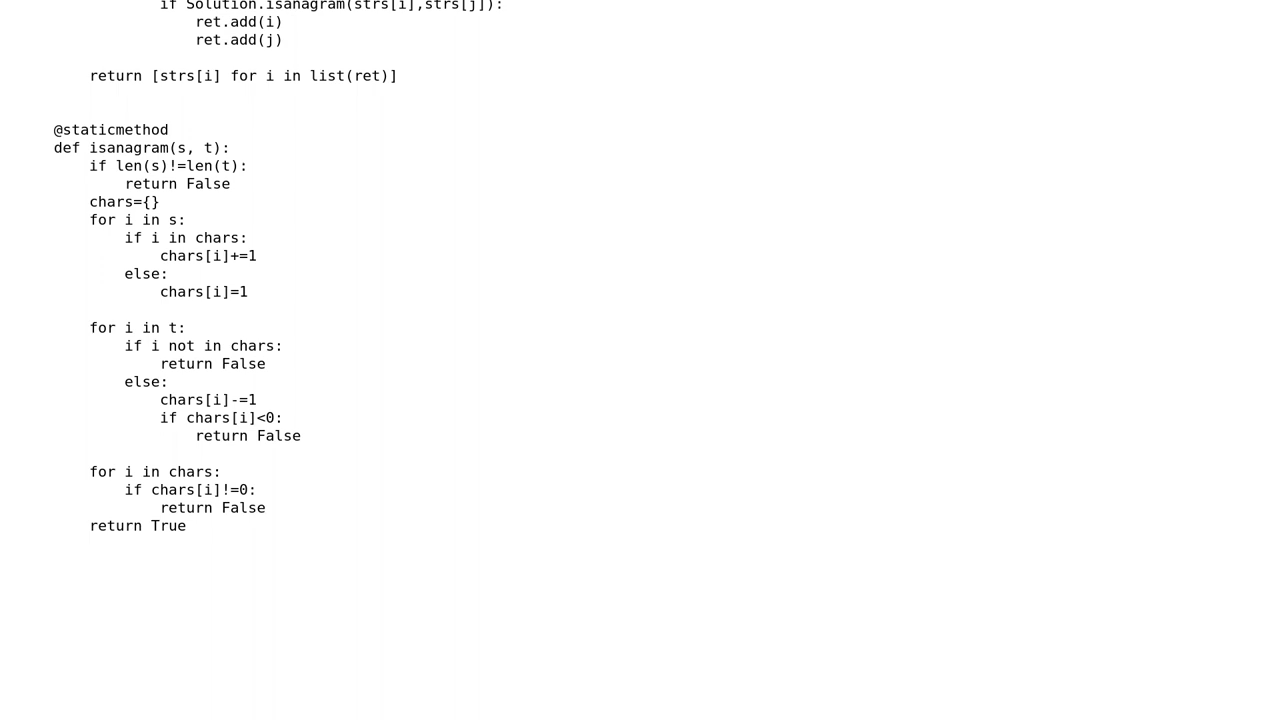 if Solution.isanagram(strs[i],strs[j]):
ret.add(i)
ret.add(j)
return [strs[i] for i in list(ret)]
@staticmethod
def isanagram(s, t):
if len(s)!=len(t):
return False
chars={}
for i in s:
if i in chars:
chars[i]+=1
else:
chars[i]=1
for i in t:
if i not in chars:
return False
else:
chars[i]-=1
if chars[i]<0:
return False
for i in chars:
if chars[i]!=0:
return False
return True